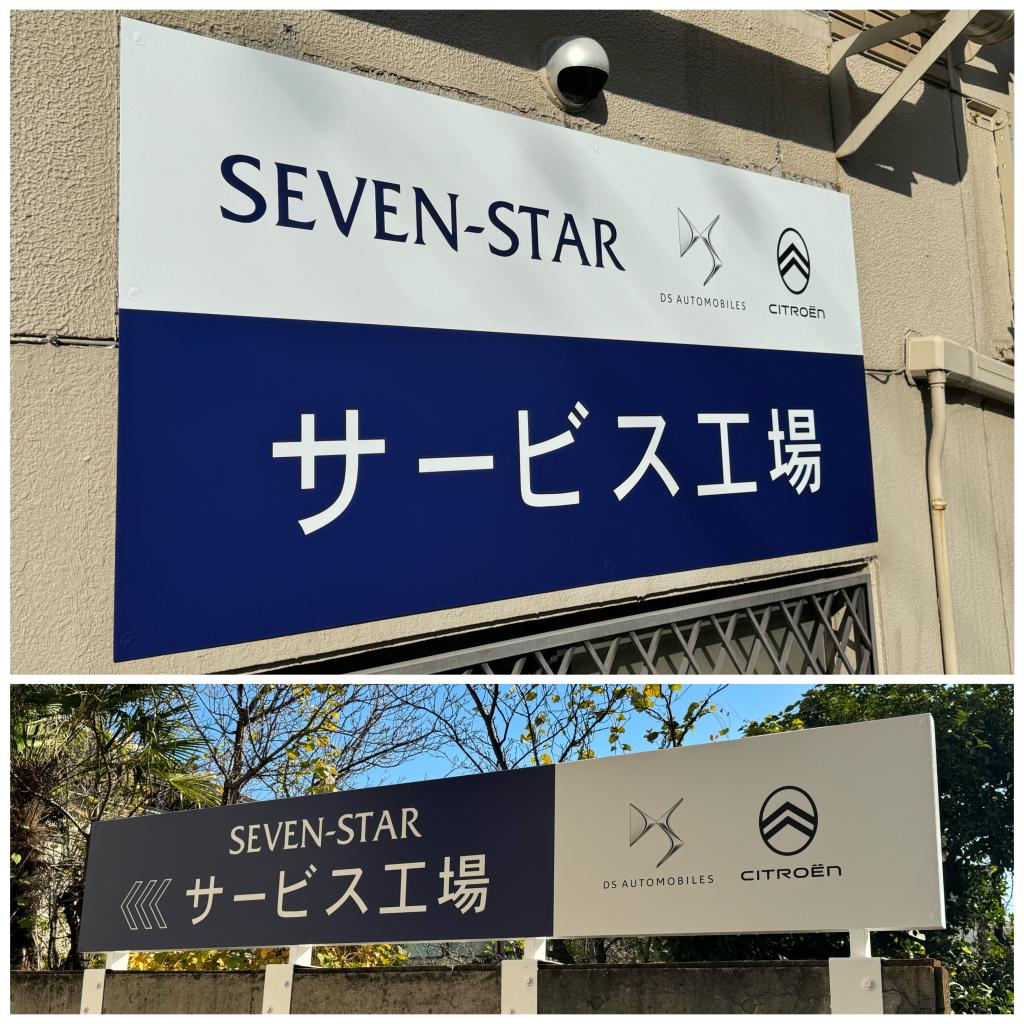 SEVEN-STAR
DS AUTOMOBILES
CITROËN
サービス工場
SEVEN-STAR
サービス工場
DS AUTOMOBILES
CITROËN